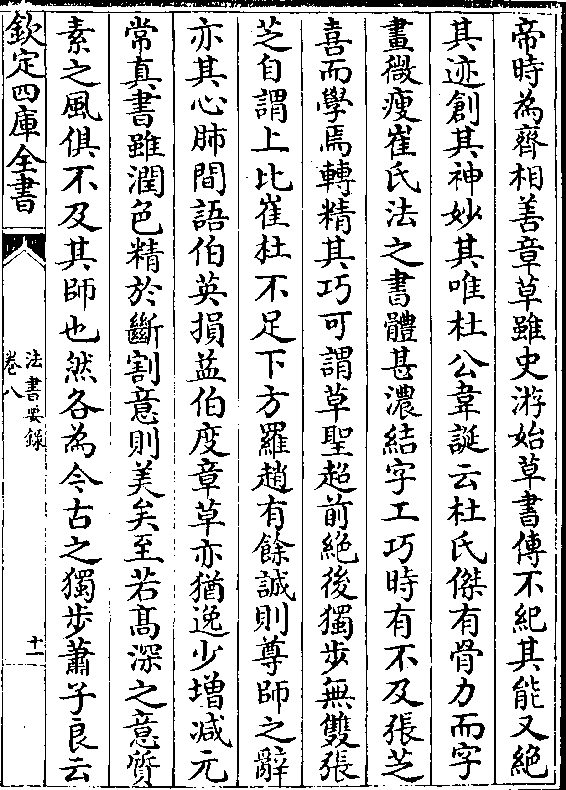 帝時為齊相善章草雖史游始草書傳不紀其能又絶
其迹創其神妙其唯杜公韋誕云杜氏傑有骨力而字
畫微瘦崔氏法之書體甚濃結字工巧時有不及張芝
喜而學焉轉精其巧可謂草聖超前絶後獨歩無雙張
芝自謂上比崔杜不足下方羅趙有餘誠則尊師之辭
亦其心肺間語伯英損益伯度章草亦猶逸少增減元
常真書雖潤色精於斷割意則美矣至若髙深之意質
素之風俱不及其師也然各為今古之獨步蕭子良云
欽定四庫全書
法書要録
卷八
十一